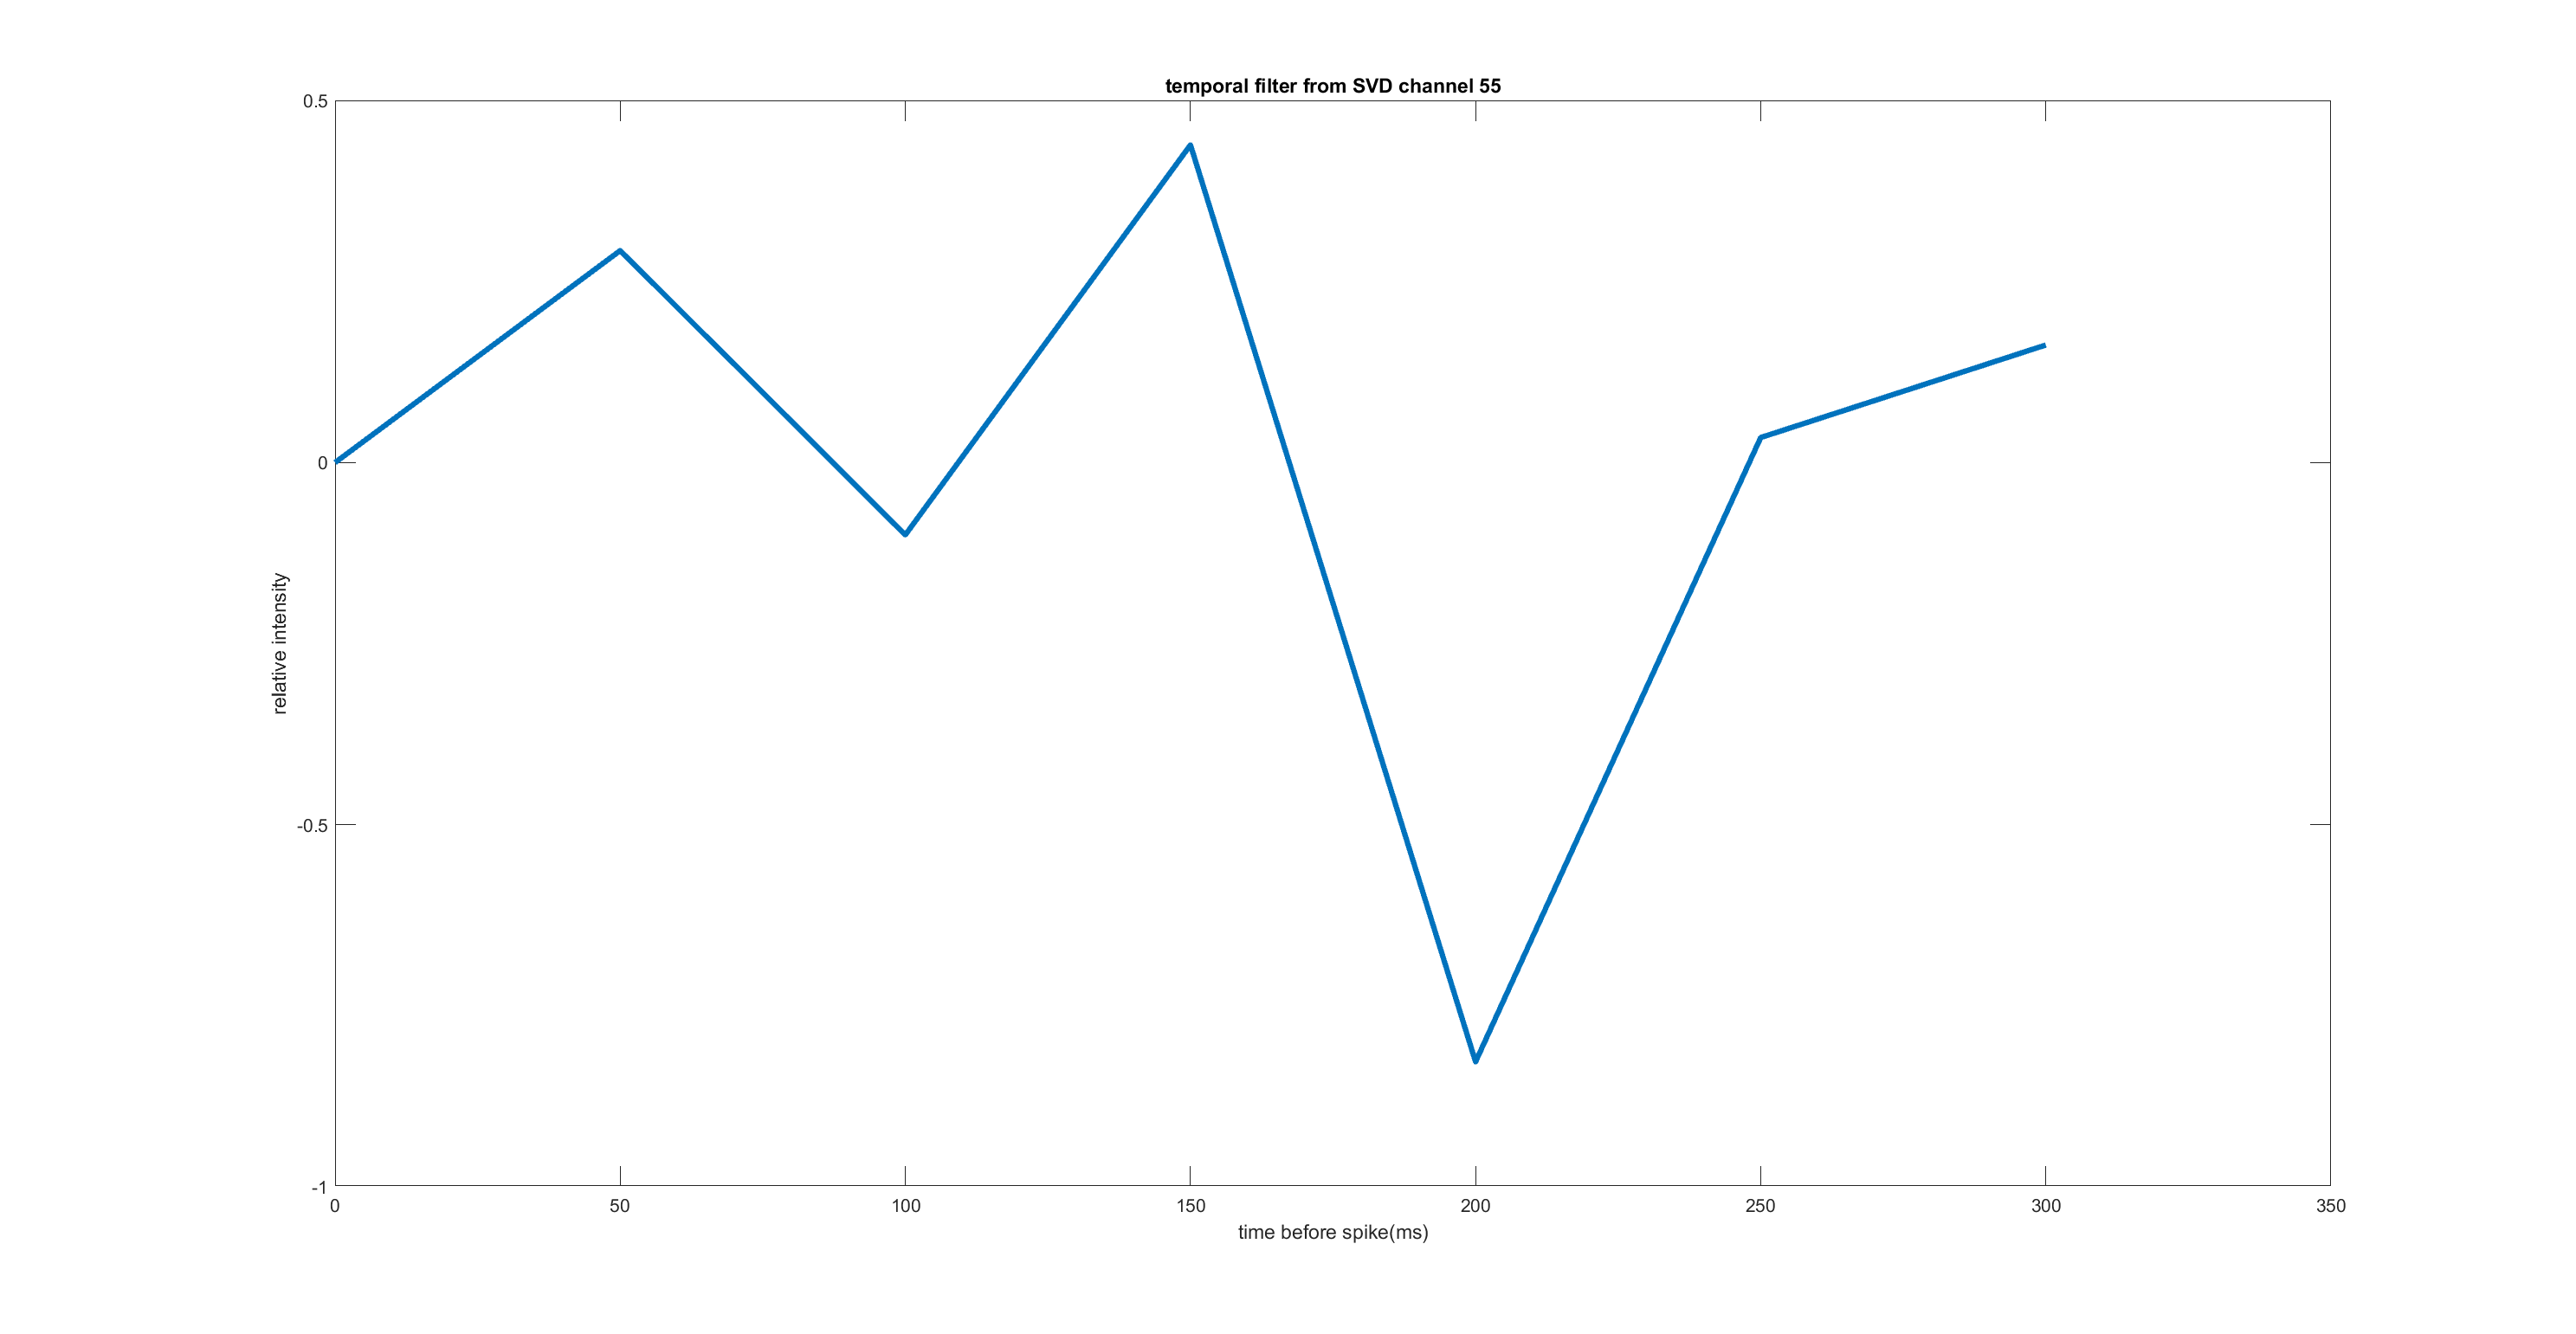 temporal filter from SVD channel 55
0.5
0
-0.5
-1
relative intensity
0 50 100 150 200 250 300 350
time before spike(ms)